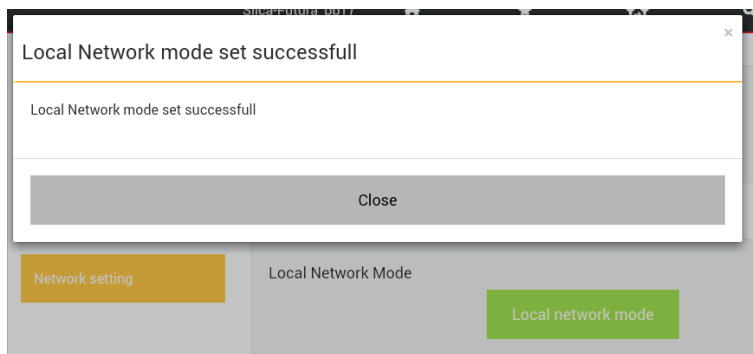 Local Network mode set successfull
×
Local Network mode set successfull
Close
Network setting
Local Network Mode
Local network mode